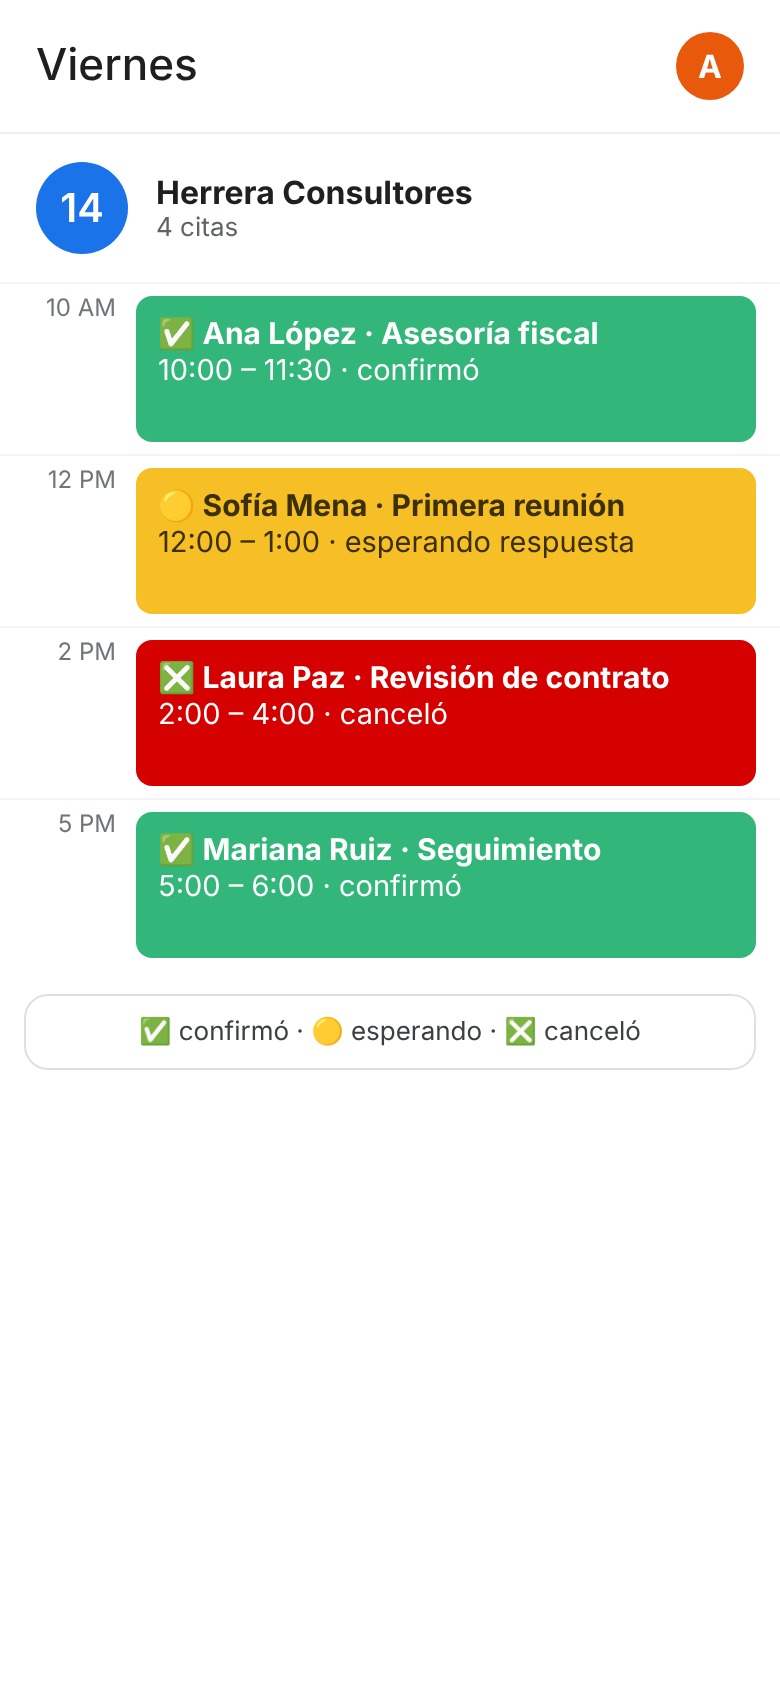 Viernes
A
14
Herrera Consultores
4 citas
10 AM
✅ Ana López · Asesoría fiscal
10:00 – 11:30 · confirmó
12 PM
🟡 Sofía Mena · Primera reunión
12:00 – 1:00 · esperando respuesta
2 PM
❎ Laura Paz · Revisión de contrato
2:00 – 4:00 · canceló
5 PM
✅ Mariana Ruiz · Seguimiento
5:00 – 6:00 · confirmó
✅ confirmó · 🟡 esperando · ❎ canceló